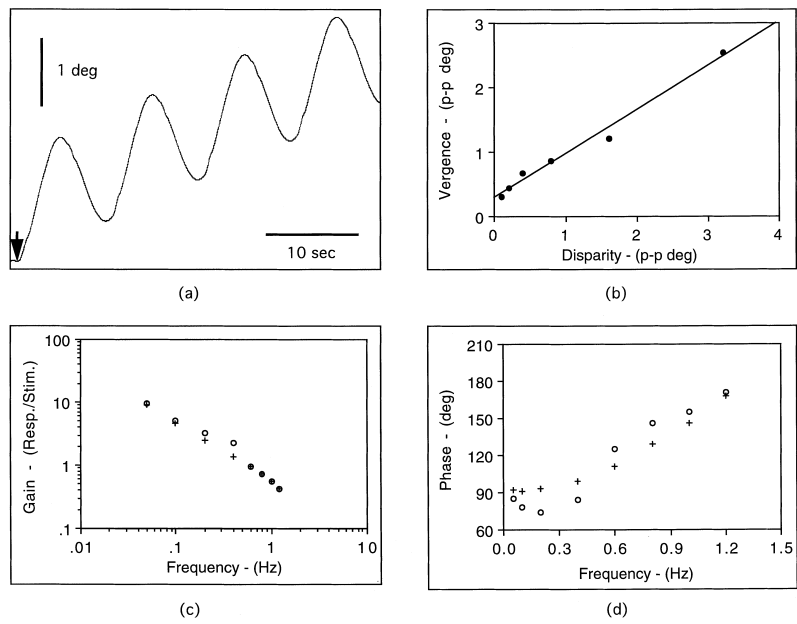 1 deg
10 sec
(a)
3
2
1
0
Vergence - (p-p deg)
0 1 2 3 4
Disparity - (p-p deg)
(b)
100
10
1
.1
Gain - (Resp./Stim.)
.01 .1 1 10
Frequency - (Hz)
(c)
210
180
150
120
90
60
Phase - (deg)
0.0 0.3 0.6 0.9 1.2 1.5
Frequency - (Hz)
(d)